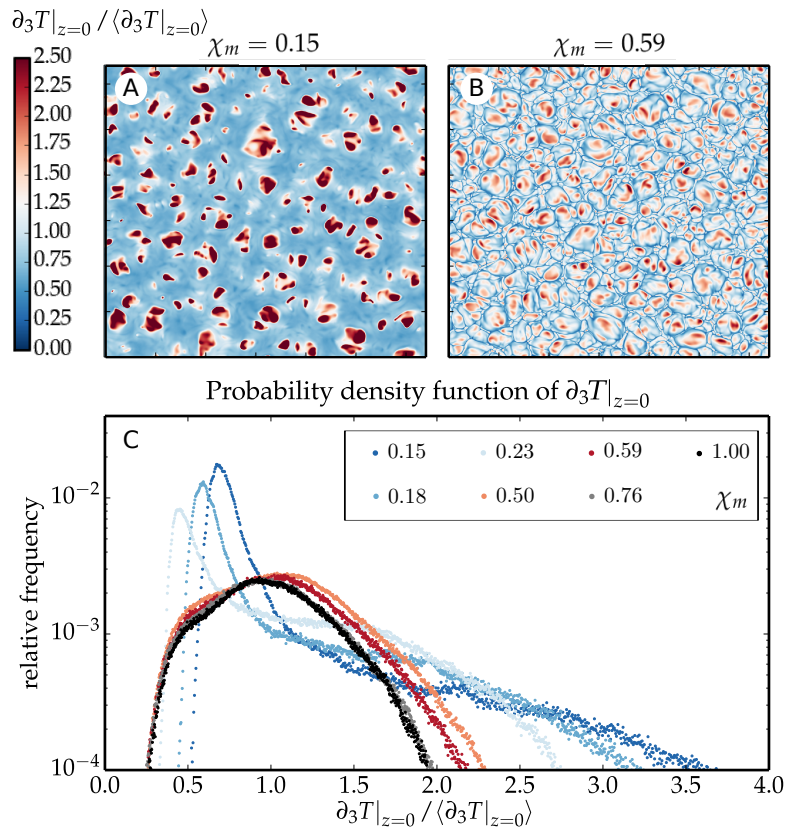 ∂₃T|z=0 / ⟨∂₃T|z=0⟩
χm = 0.15 χm = 0.59
2.50
2.25
2.00
1.75
1.50
1.25
1.00
0.75
0.50
0.25
0.00
A
B
Probability density function of ∂₃T|z=0
C
0.15 0.23 0.59 1.00
0.18 0.50 0.76 χm
relative frequency
10⁻²
10⁻³
10⁻⁴
0.0 0.5 1.0 1.5 2.0 2.5 3.0 3.5 4.0
∂₃T|z=0 / ⟨∂₃T|z=0⟩